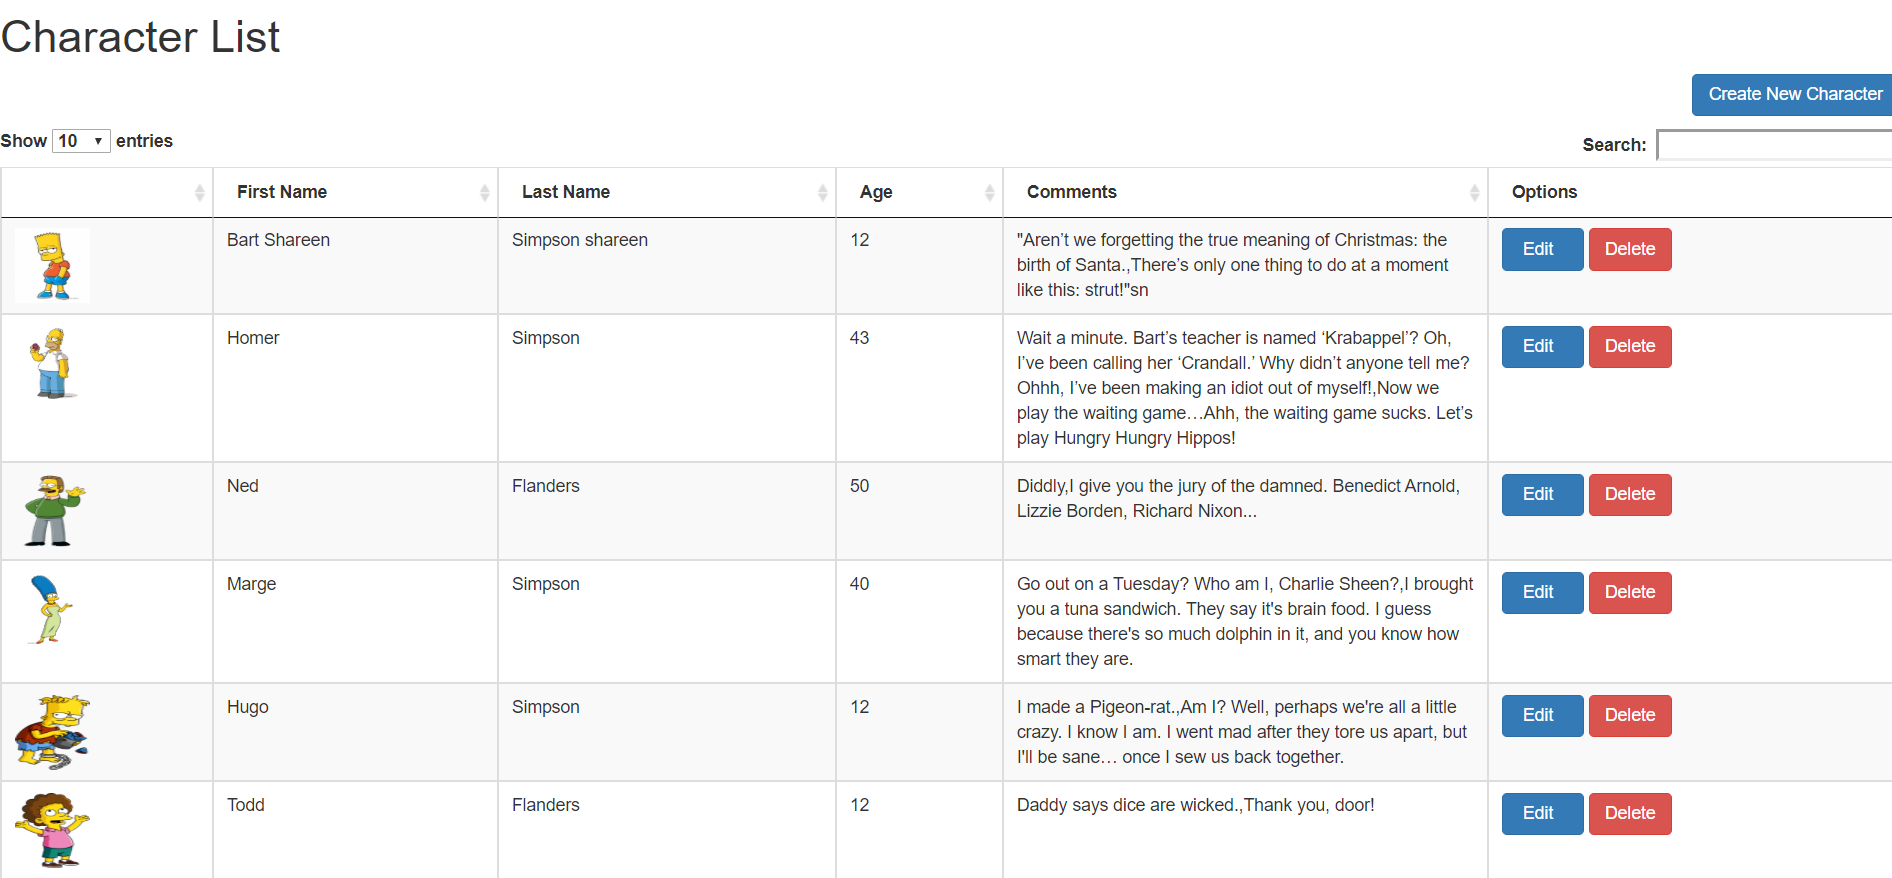 Character List
Create New Character
Show 10 entries
Search:
First Name Last Name Age Comments Options
Bart Shareen Simpson shareen 12 "Aren’t we forgetting the true meaning of Christmas: the
birth of Santa.,There’s only one thing to do at a moment
like this: strut!"sn
Edit Delete
Homer Simpson 43 Wait a minute. Bart’s teacher is named ‘Krabappel’? Oh,
I’ve been calling her ‘Crandall.’ Why didn’t anyone tell me?
Ohhh, I’ve been making an idiot out of myself!,Now we
play the waiting game…Ahh, the waiting game sucks. Let’s
play Hungry Hungry Hippos!
Edit Delete
Ned Flanders 50 Diddly,I give you the jury of the damned. Benedict Arnold,
Lizzie Borden, Richard Nixon...
Edit Delete
Marge Simpson 40 Go out on a Tuesday? Who am I, Charlie Sheen?,I brought
you a tuna sandwich. They say it's brain food. I guess
because there's so much dolphin in it, and you know how
smart they are.
Edit Delete
Hugo Simpson 12 I made a Pigeon-rat.,Am I? Well, perhaps we're all a little
crazy. I know I am. I went mad after they tore us apart, but
I'll be sane… once I sew us back together.
Edit Delete
Todd Flanders 12 Daddy says dice are wicked.,Thank you, door!
Edit Delete